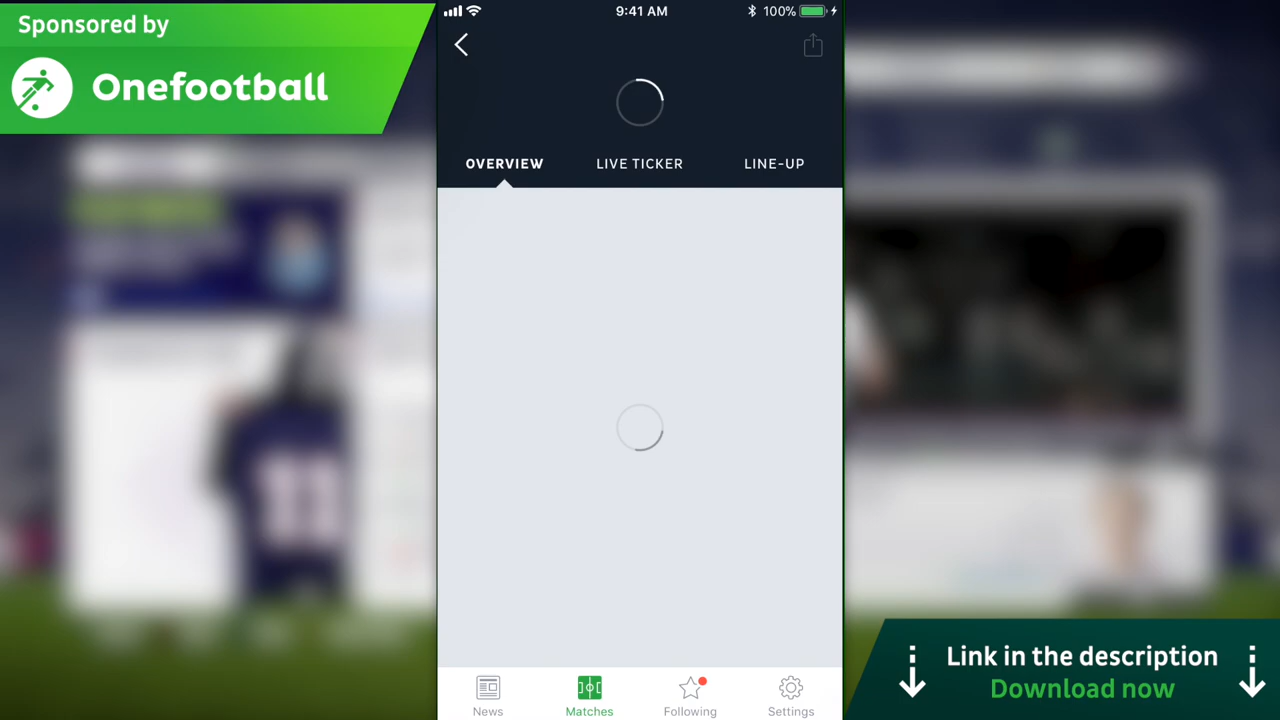 Sponsored by
Onefootball
9:41 AM
100%
OVERVIEW
LIVE TICKER
LINE-UP
News
Matches
Following
Settings
Link in the description
Download now